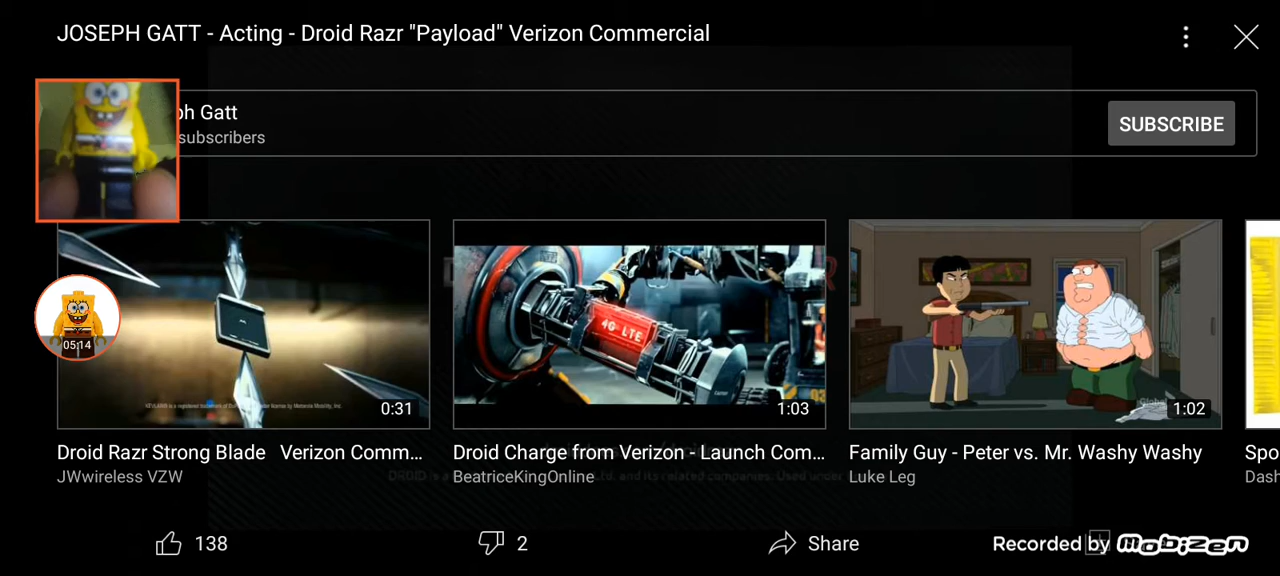 JOSEPH GATT - Acting - Droid Razr "Payload" Verizon Commercial
ph Gatt
subscribers
SUBSCRIBE
4G LTE
05:14
0:31
1:03
1:02
Droid Razr Strong Blade Verizon Comm...
Droid Charge from Verizon - Launch Com...
Family Guy - Peter vs. Mr. Washy Washy
Spo
JWwireless VZW
BeatriceKingOnline
Luke Leg
Dash
138
2
Share
Recorded by Mobizen